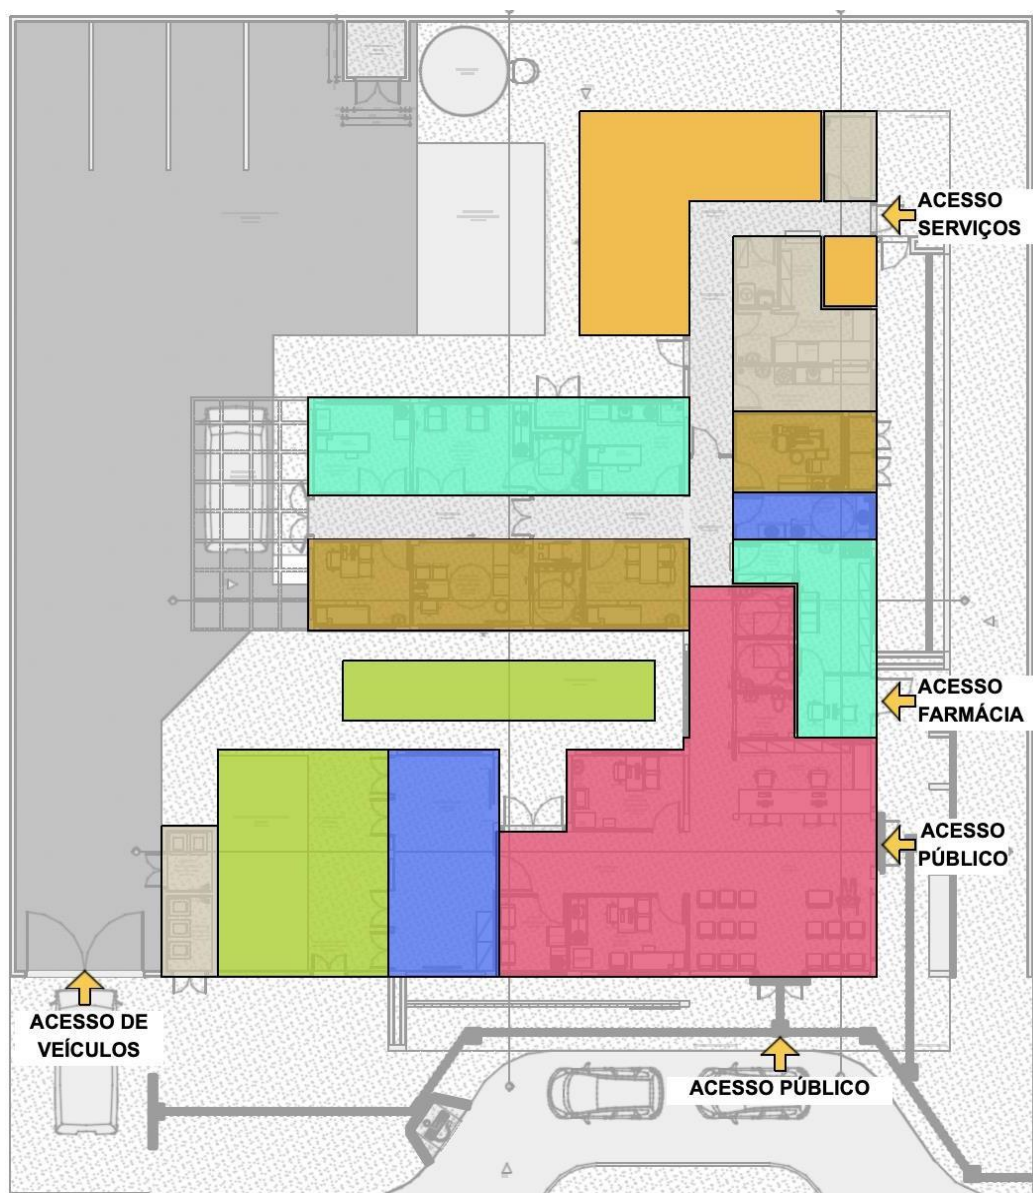 ACESSO
SERVIÇOS
ACESSO
FARMÁCIA
ACESSO
PÚBLICO
ACESSO DE
VEÍCULOS
ACESSO PÚBLICO